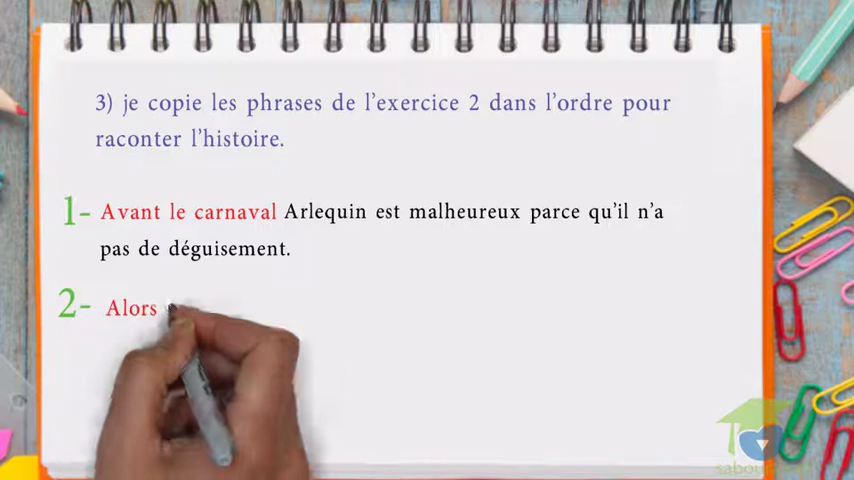 3) je copie les phrases de l'exercice 2 dans l'ordre pour
raconter l'histoire.
1- Avant le carnaval Arlequin est malheureux parce qu'il n'a
pas de déguisement.
2- Alors